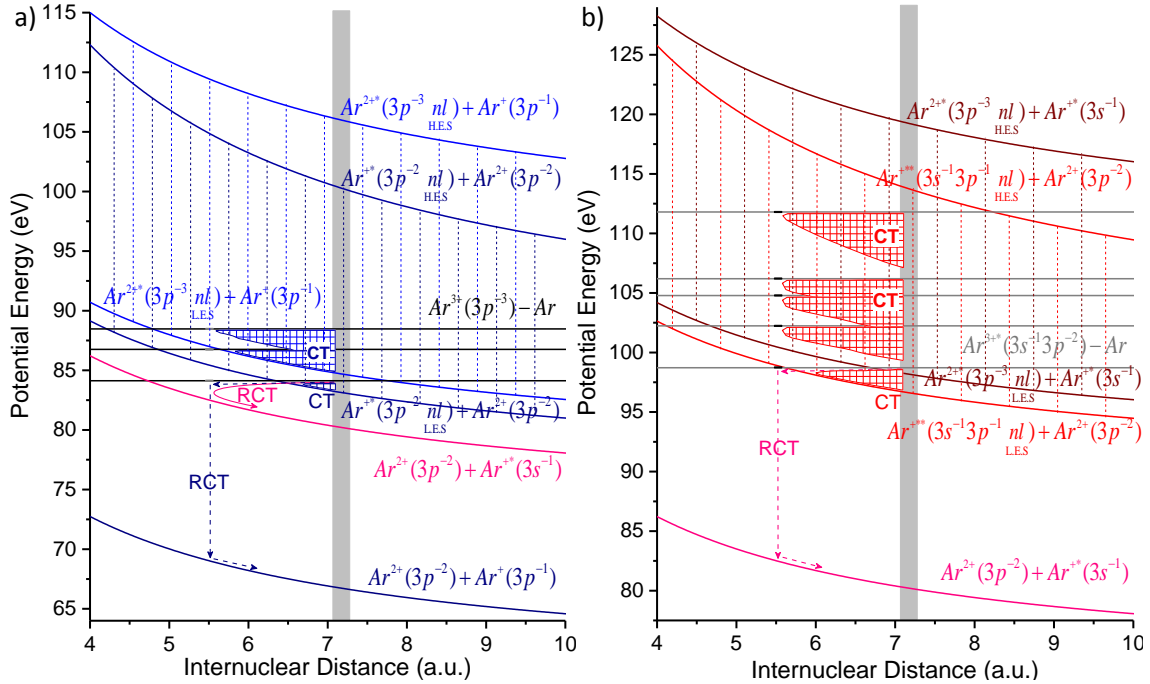 a)
115
110
105
100
95
90
85
80
75
70
65
Potential Energy (eV)
Ar²⁺*(3p⁻³ nl) + Ar⁺(3p⁻¹)
H.E.S
Ar⁺*(3p⁻² nl) + Ar²⁺(3p⁻²)
H.E.S
Ar²⁺*(3p⁻³ nl) + Ar⁺(3p⁻¹)
L.E.S
Ar³⁺(3p⁻³) – Ar
CT
RCT
CT
Ar⁺*(3p⁻² nl) + Ar²⁺(3p⁻²)
L.E.S
Ar²⁺(3p⁻²) + Ar⁺*(3s⁻¹)
RCT
Ar²⁺(3p⁻²) + Ar⁺(3p⁻¹)
4 5 6 7 8 9 10
Internuclear Distance (a.u.)
b)
125
120
115
110
105
100
95
90
85
80
Potential Energy (eV)
Ar²⁺*(3p⁻³ nl) + Ar⁺*(3s⁻¹)
H.E.S
Ar⁺**(3s⁻¹3p⁻¹ nl) + Ar²⁺(3p⁻²)
H.E.S
CT
CT
Ar³⁺*(3s⁻¹3p⁻²) – Ar
Ar²⁺*(3p⁻³ nl) + Ar⁺*(3s⁻¹)
L.E.S
CT
Ar⁺**(3s⁻¹3p⁻¹ nl) + Ar²⁺(3p⁻²)
L.E.S
RCT
Ar²⁺(3p⁻²) + Ar⁺*(3s⁻¹)
4 5 6 7 8 9 10
Internuclear Distance (a.u.)